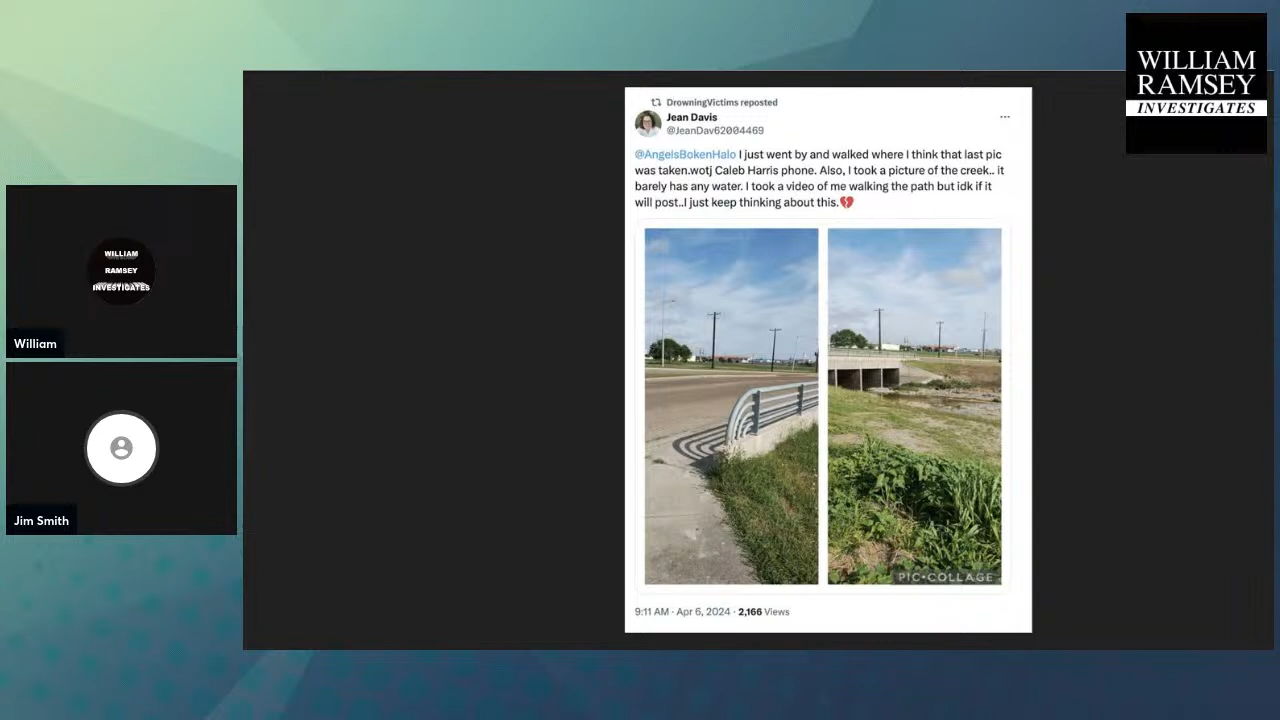 WILLIAM
RAMSEY
INVESTIGATES
DrowningVictims reposted
Jean Davis
@JeanDav62004469
@AngelsBokenHalo I just went by and walked where I think that last pic
was taken.wotj Caleb Harris phone. Also, I took a picture of the creek.. it
barely has any water. I took a video of me walking the path but idk if it
will post..I just keep thinking about this.
PIC•COLLAGE
9:11 AM · Apr 6, 2024 · 2,166 Views
WILLIAM
RAMSEY
INVESTIGATES
William
Jim Smith